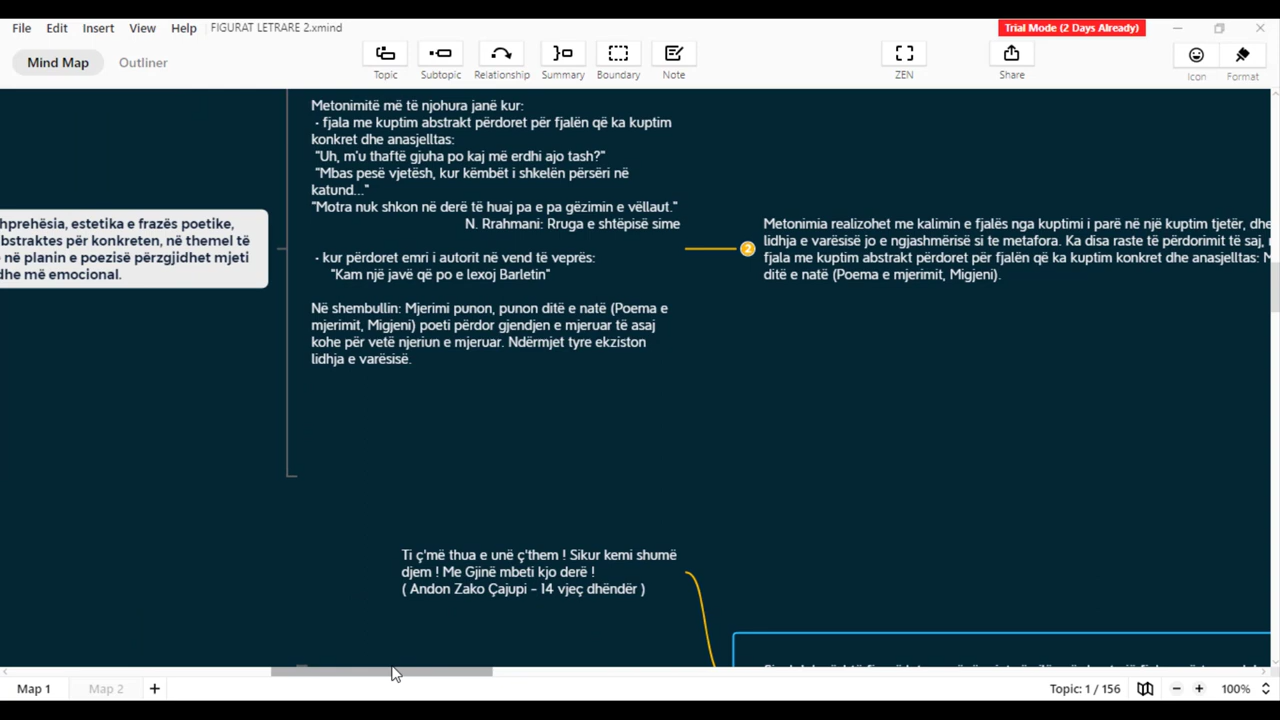 File Edit Insert View Help FIGURAT LETRARE 2.xmind Trial Mode (2 Days Already)
Mind Map Outliner
Topic Subtopic Relationship Summary Boundary Note ZEN Share Icon Format
Metonimitë më të njohura janë kur:
- fjala me kuptim abstrakt përdoret për fjalën që ka kuptim
konkret dhe anasjelltas:
"Uh, m'u thaftë gjuha po kaj më erdhi ajo tash?"
"Mbas pesë vjetësh, kur këmbët i shkelën përsëri në
katund..."
"Motra nuk shkon në derë të huaj pa e pa gëzimin e vëllaut."
N. Rrahmani: Rruga e shtëpisë sime
- kur përdoret emri i autorit në vend të veprës:
"Kam një javë që po e lexoj Barletin"
Në shembullin: Mjerimi punon, punon ditë e natë (Poema e
mjerimit, Migjeni) poeti përdor gjendjen e mjeruar të asaj
kohe për vetë njeriun e mjeruar. Ndërmjet tyre ekziston
lidhja e varësisë.
hprehësia, estetika e frazës poetike,
bstraktes për konkreten, në themel të
në planin e poezisë përzgjidhet mjeti
dhe më emocional.
2
Metonimia realizohet me kalimin e fjalës nga kuptimi i parë në një kuptim tjetër, dhe
lidhja e varësisë jo e ngjashmërisë si te metafora. Ka disa raste të përdorimit të saj,
fjala me kuptim abstrakt përdoret për fjalën që ka kuptim konkret dhe anasjelltas: M
ditë e natë (Poema e mjerimit, Migjeni).
Ti ç'më thua e unë ç'them ! Sikur kemi shumë
djem ! Me Gjinë mbeti kjo derë !
( Andon Zako Çajupi - 14 vjeç dhëndër )
Map 1 Map 2 Topic: 1 / 156 100%